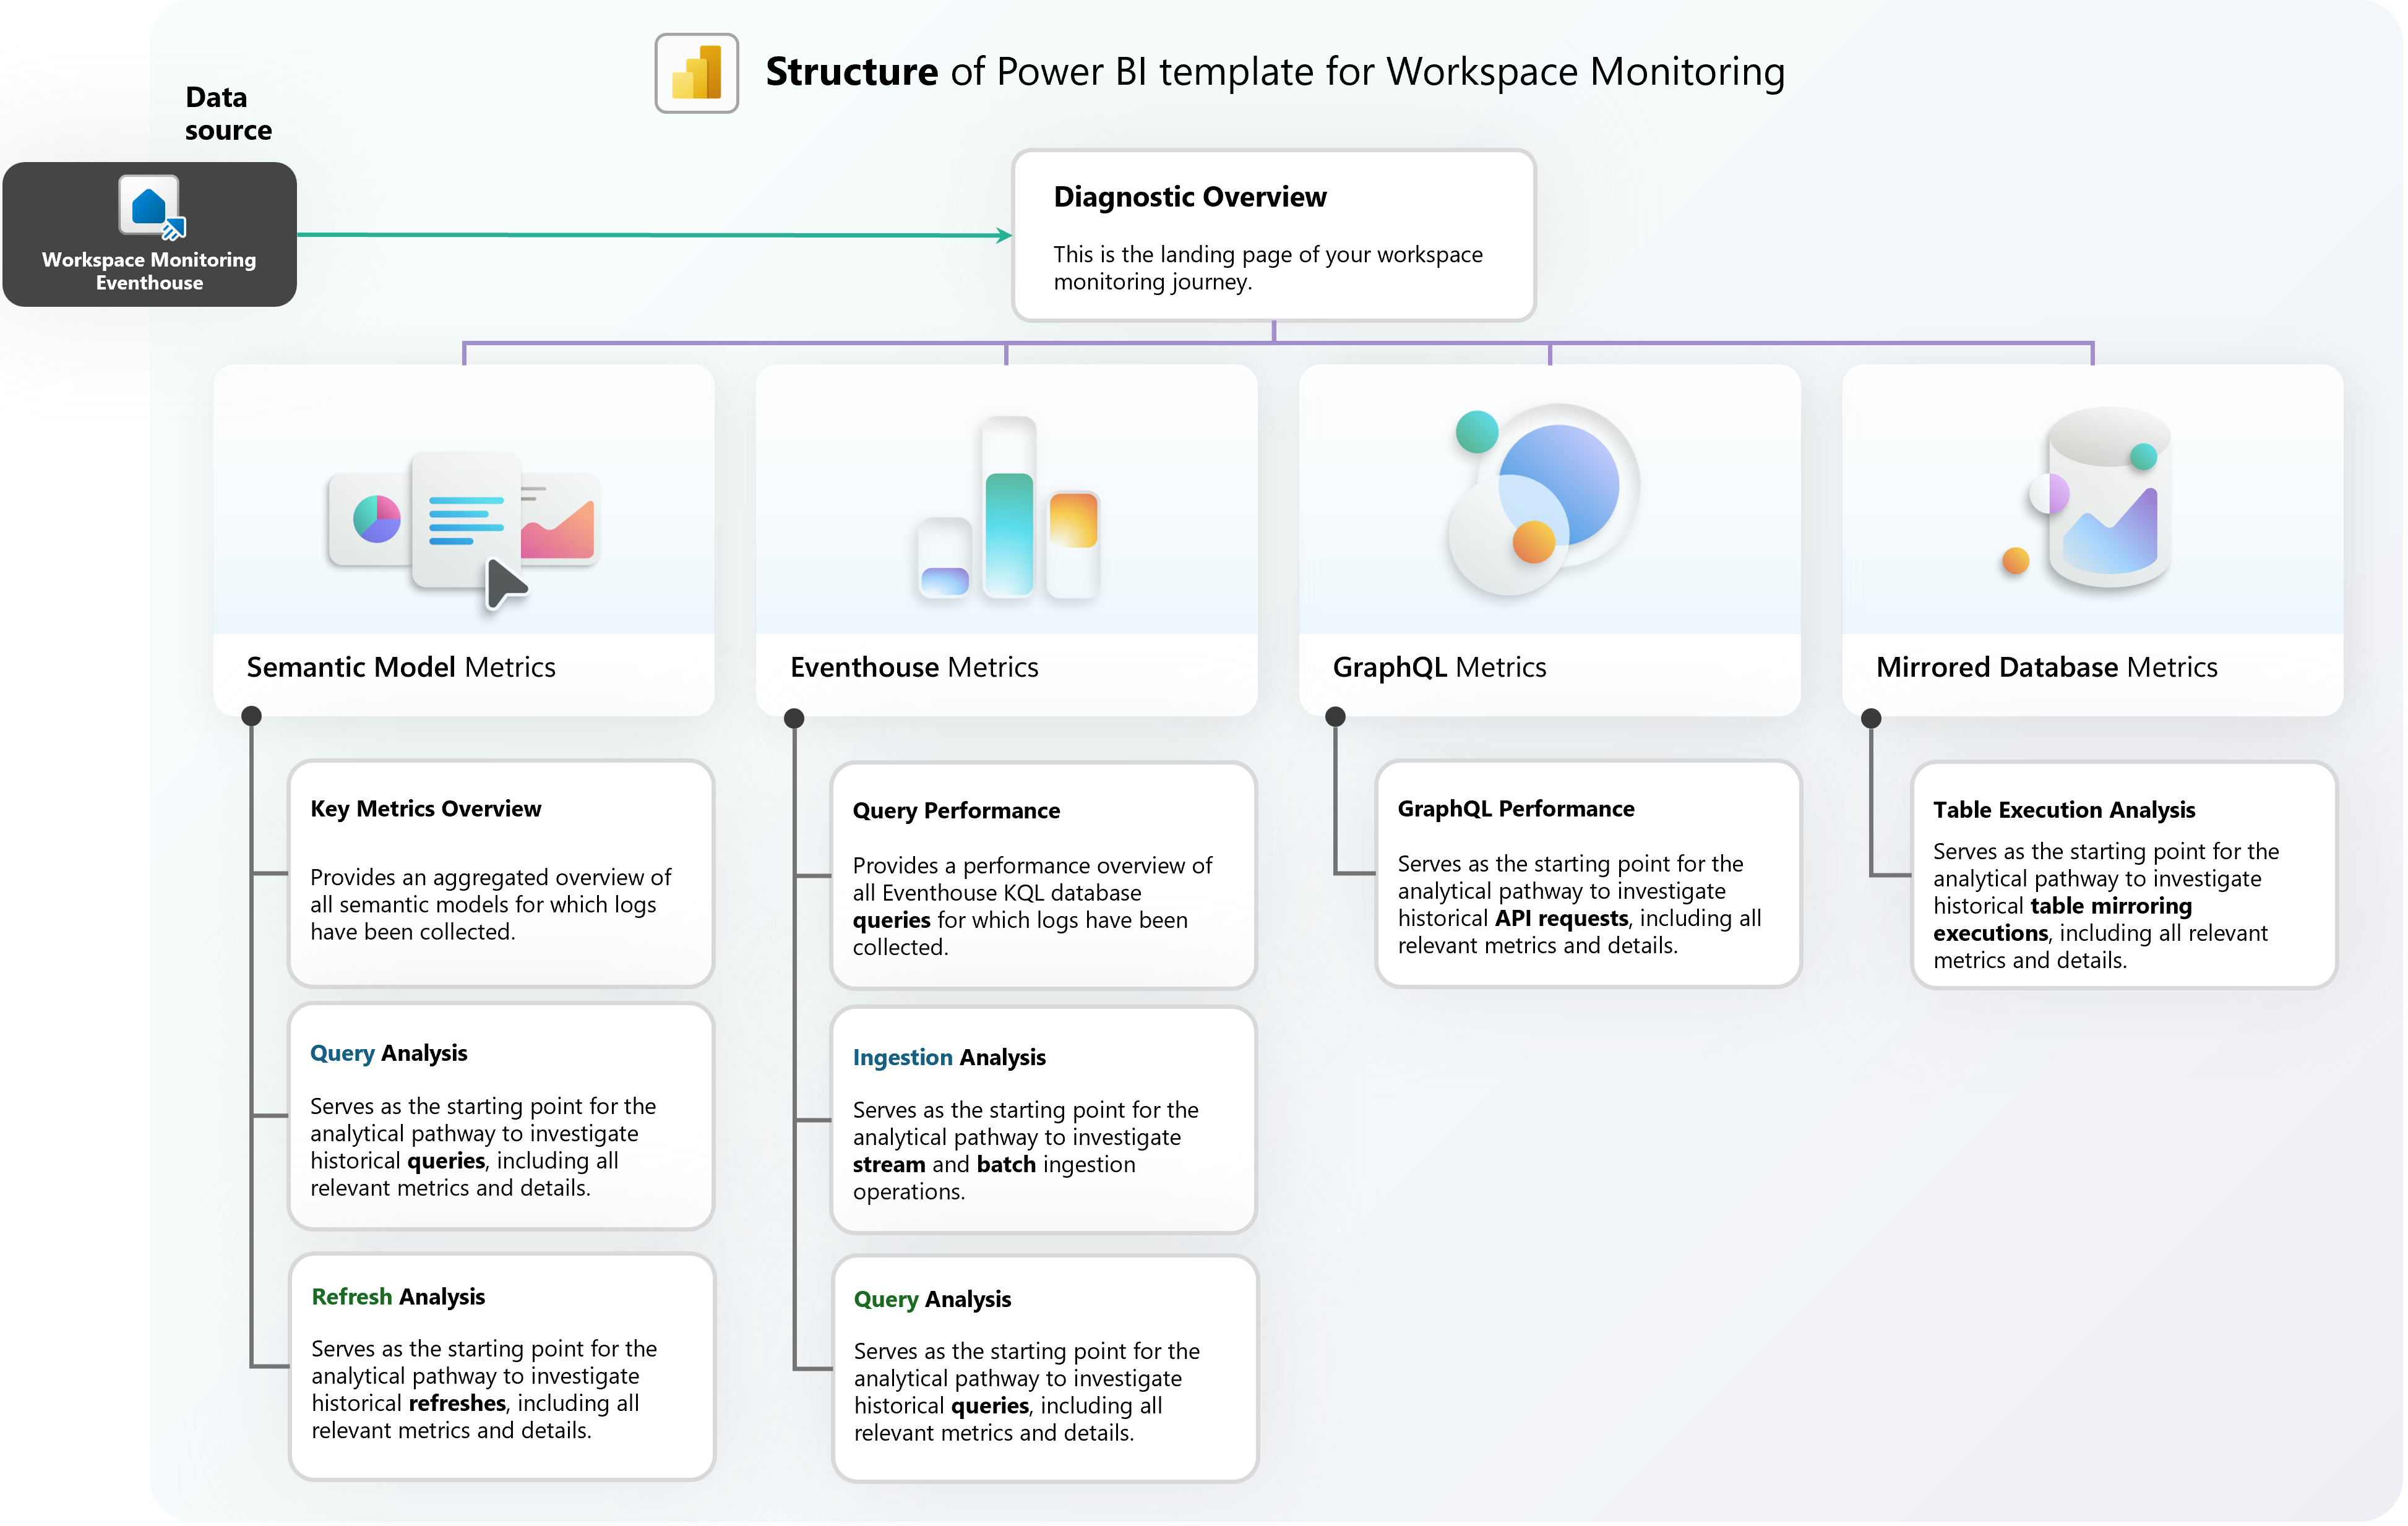 Structure of Power BI template for Workspace Monitoring
Data
source
Workspace Monitoring
Eventhouse
Diagnostic Overview
This is the landing page of your workspace
monitoring journey.
Semantic Model Metrics
Key Metrics Overview
Provides an aggregated overview of
all semantic models for which logs
have been collected.
Query Analysis
Serves as the starting point for the
analytical pathway to investigate
historical queries, including all
relevant metrics and details.
Refresh Analysis
Serves as the starting point for the
analytical pathway to investigate
historical refreshes, including all
relevant metrics and details.
Eventhouse Metrics
Query Performance
Provides a performance overview of
all Eventhouse KQL database
queries for which logs have been
collected.
Ingestion Analysis
Serves as the starting point for the
analytical pathway to investigate
stream and batch ingestion
operations.
Query Analysis
Serves as the starting point for the
analytical pathway to investigate
historical queries, including all
relevant metrics and details.
GraphQL Metrics
GraphQL Performance
Serves as the starting point for the
analytical pathway to investigate
historical API requests, including all
relevant metrics and details.
Mirrored Database Metrics
Table Execution Analysis
Serves as the starting point for the
analytical pathway to investigate
historical table mirroring
executions, including all relevant
metrics and details.